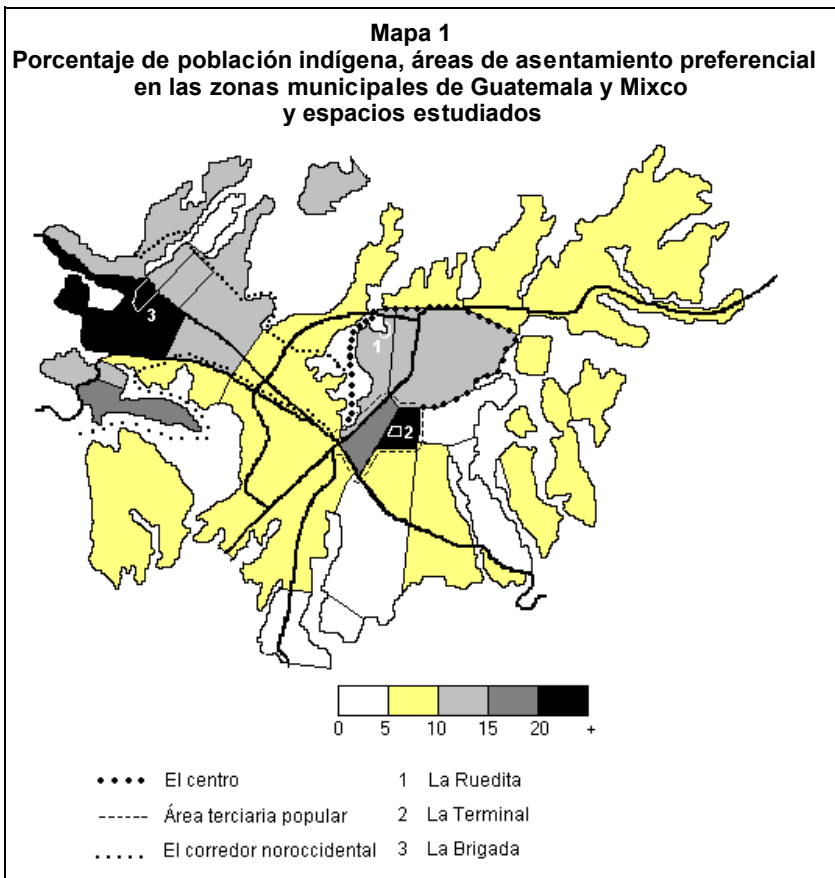 Mapa 1
Porcentaje de población indígena, áreas de asentamiento preferencial
en las zonas municipales de Guatemala y Mixco
y espacios estudiados
3
1
2
0 5 10 15 20 +
El centro 1 La Ruedita
Área terciaria popular 2 La Terminal
El corredor noroccidental 3 La Brigada